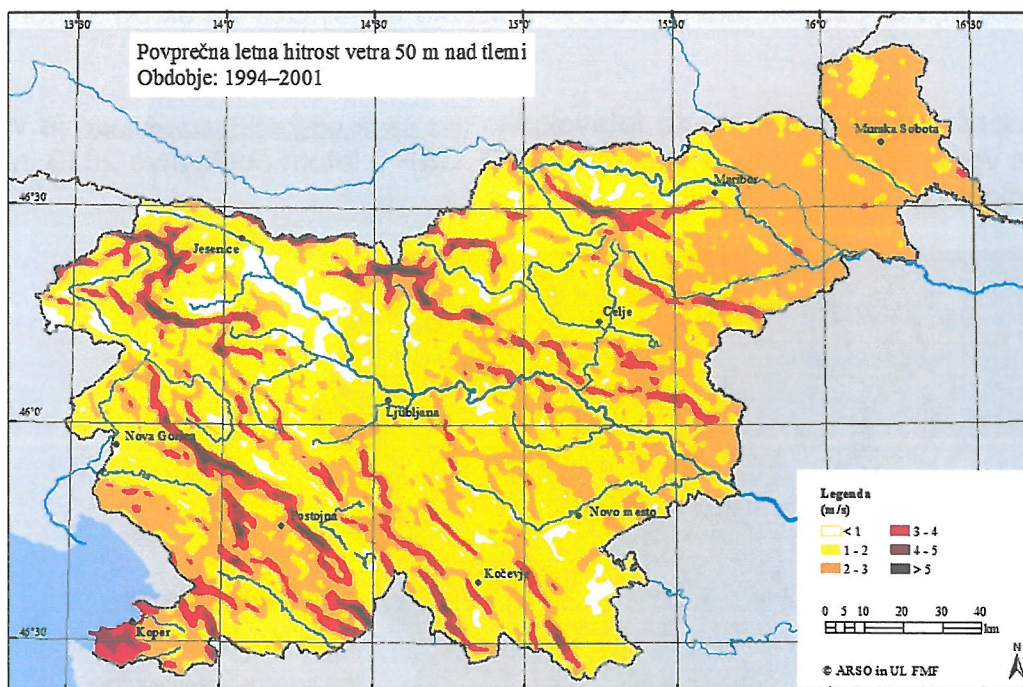 13°30' 14°0' 14°30' 15°0' 15°30' 16°0' 16°30'
Povprečna letna hitrost vetra 50 m nad tlemi
Obdobje: 1994–2001
Murska Sobota
Maribor
46°30'
Jesenice
Celje
Ljubljana
46°0'
Nova Gorica
Postojna
Novo mesto
Kočevje
Koper
45°30'
Legenda
(m/s)
< 1 3 - 4
1 - 2 4 - 5
2 - 3 > 5
0 5 10 20 30 40
km
N
© ARSO in UL FMF